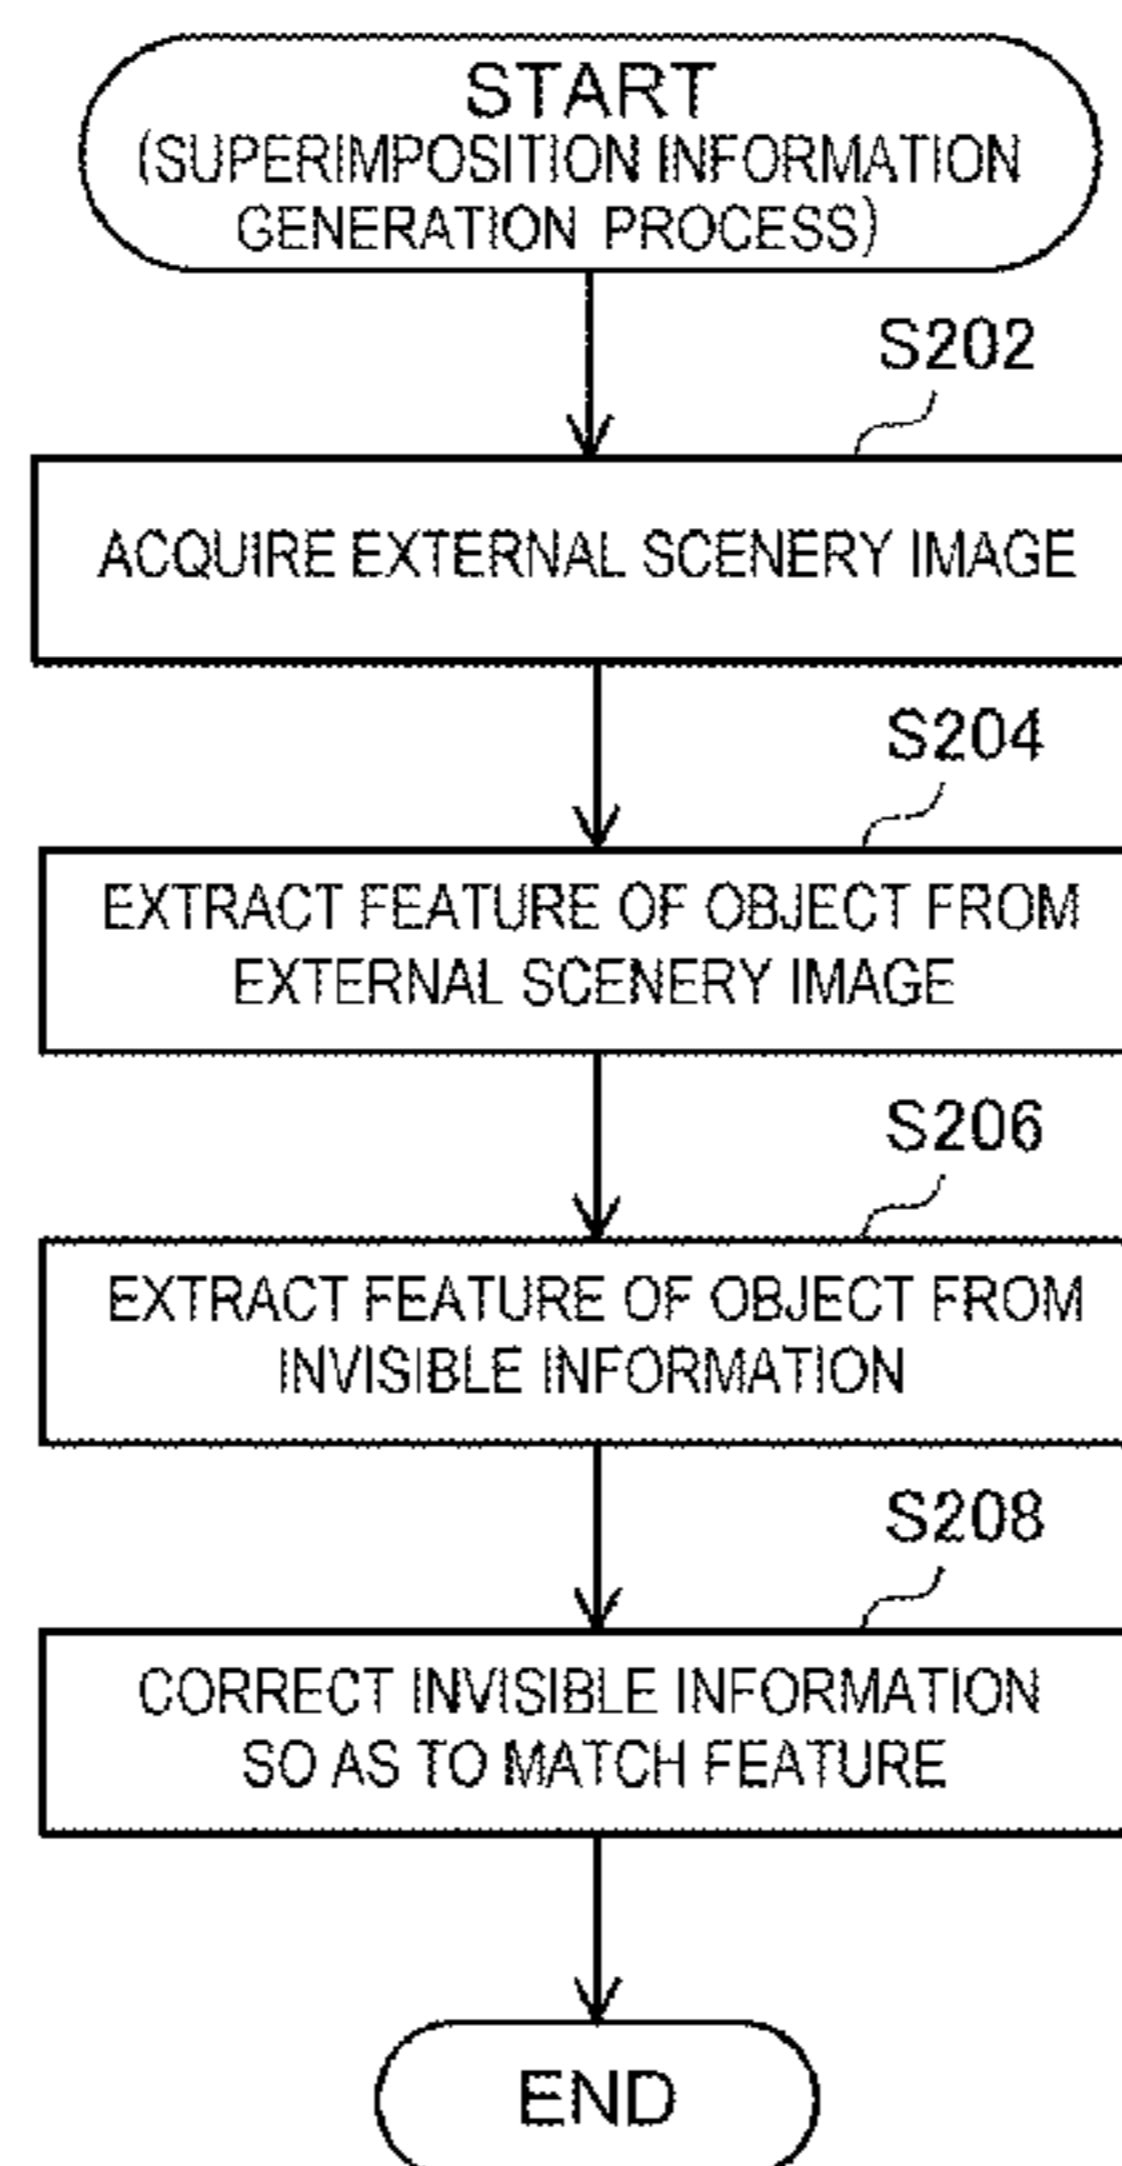 START
(SUPERIMPOSITION INFORMATION
GENERATION PROCESS)
S202
ACQUIRE EXTERNAL SCENERY IMAGE
S204
EXTRACT FEATURE OF OBJECT FROM
EXTERNAL SCENERY IMAGE
S206
EXTRACT FEATURE OF OBJECT FROM
INVISIBLE INFORMATION
S208
CORRECT INVISIBLE INFORMATION
SO AS TO MATCH FEATURE
END